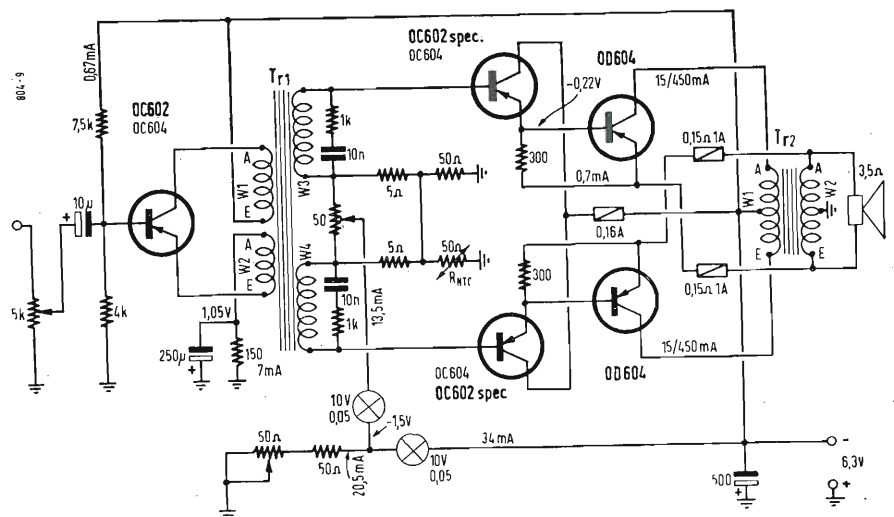 804-9
0,67mA
7,5k
OC602
OC604
10µ
+
5k
4k
1,05V
250µ
+
150
7mA
Tr1
A
W1
E
A
W2
E
W3
W4
1k
10n
50
10n
1k
5Ω
50Ω
5Ω
50Ω
RNTC
13,5mA
10V
0,05
-1,5V
10V
0,05
50Ω
50Ω
20,5mA
34mA
OC602 spec.
OC604
-0,22V
OD604
15/450mA
300
0,7mA
0,16A
300
OC604
OC602 spec
OD604
15/450mA
0,15Ω 1A
0,15Ω 1A
Tr2
A
W1
E
A
W2
E
3,5Ω
500
+
-
6,3V
+